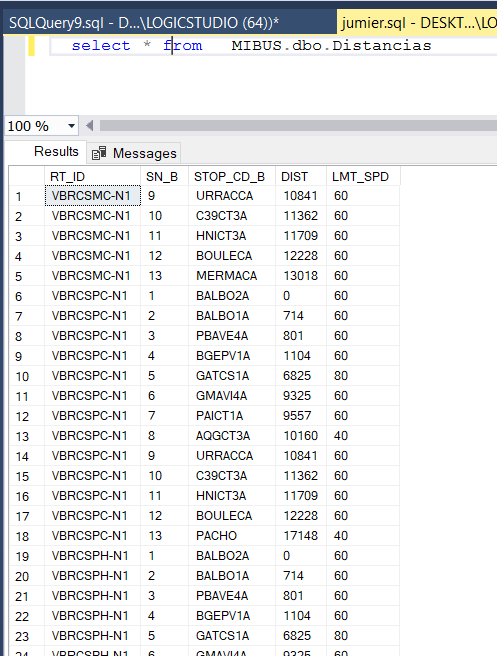 SQLQuery9.sql - D...\LOGICSTUDIO (64))* jumier.sql - DESKT...\LO
select * from MIBUS.dbo.Distancias
100 %
Results Messages
RT_ID SN_B STOP_CD_B DIST LMT_SPD
1 VBRCSMC-N1 9 URRACCA 10841 60
2 VBRCSMC-N1 10 C39CT3A 11362 60
3 VBRCSMC-N1 11 HNICT3A 11709 60
4 VBRCSMC-N1 12 BOULECA 12228 60
5 VBRCSMC-N1 13 MERMACA 13018 60
6 VBRCSPC-N1 1 BALBO2A 0 60
7 VBRCSPC-N1 2 BALBO1A 714 60
8 VBRCSPC-N1 3 PBAVE4A 801 60
9 VBRCSPC-N1 4 BGEPV1A 1104 60
10 VBRCSPC-N1 5 GATCS1A 6825 80
11 VBRCSPC-N1 6 GMAVI4A 9325 60
12 VBRCSPC-N1 7 PAICT1A 9557 60
13 VBRCSPC-N1 8 AQGCT3A 10160 40
14 VBRCSPC-N1 9 URRACCA 10841 60
15 VBRCSPC-N1 10 C39CT3A 11362 60
16 VBRCSPC-N1 11 HNICT3A 11709 60
17 VBRCSPC-N1 12 BOULECA 12228 60
18 VBRCSPC-N1 13 PACHO 17148 40
19 VBRCSPH-N1 1 BALBO2A 0 60
20 VBRCSPH-N1 2 BALBO1A 714 60
21 VBRCSPH-N1 3 PBAVE4A 801 60
22 VBRCSPH-N1 4 BGEPV1A 1104 60
23 VBRCSPH-N1 5 GATCS1A 6825 80
24 VBRCSPH-N1 6 GMAVI4A 9325 60